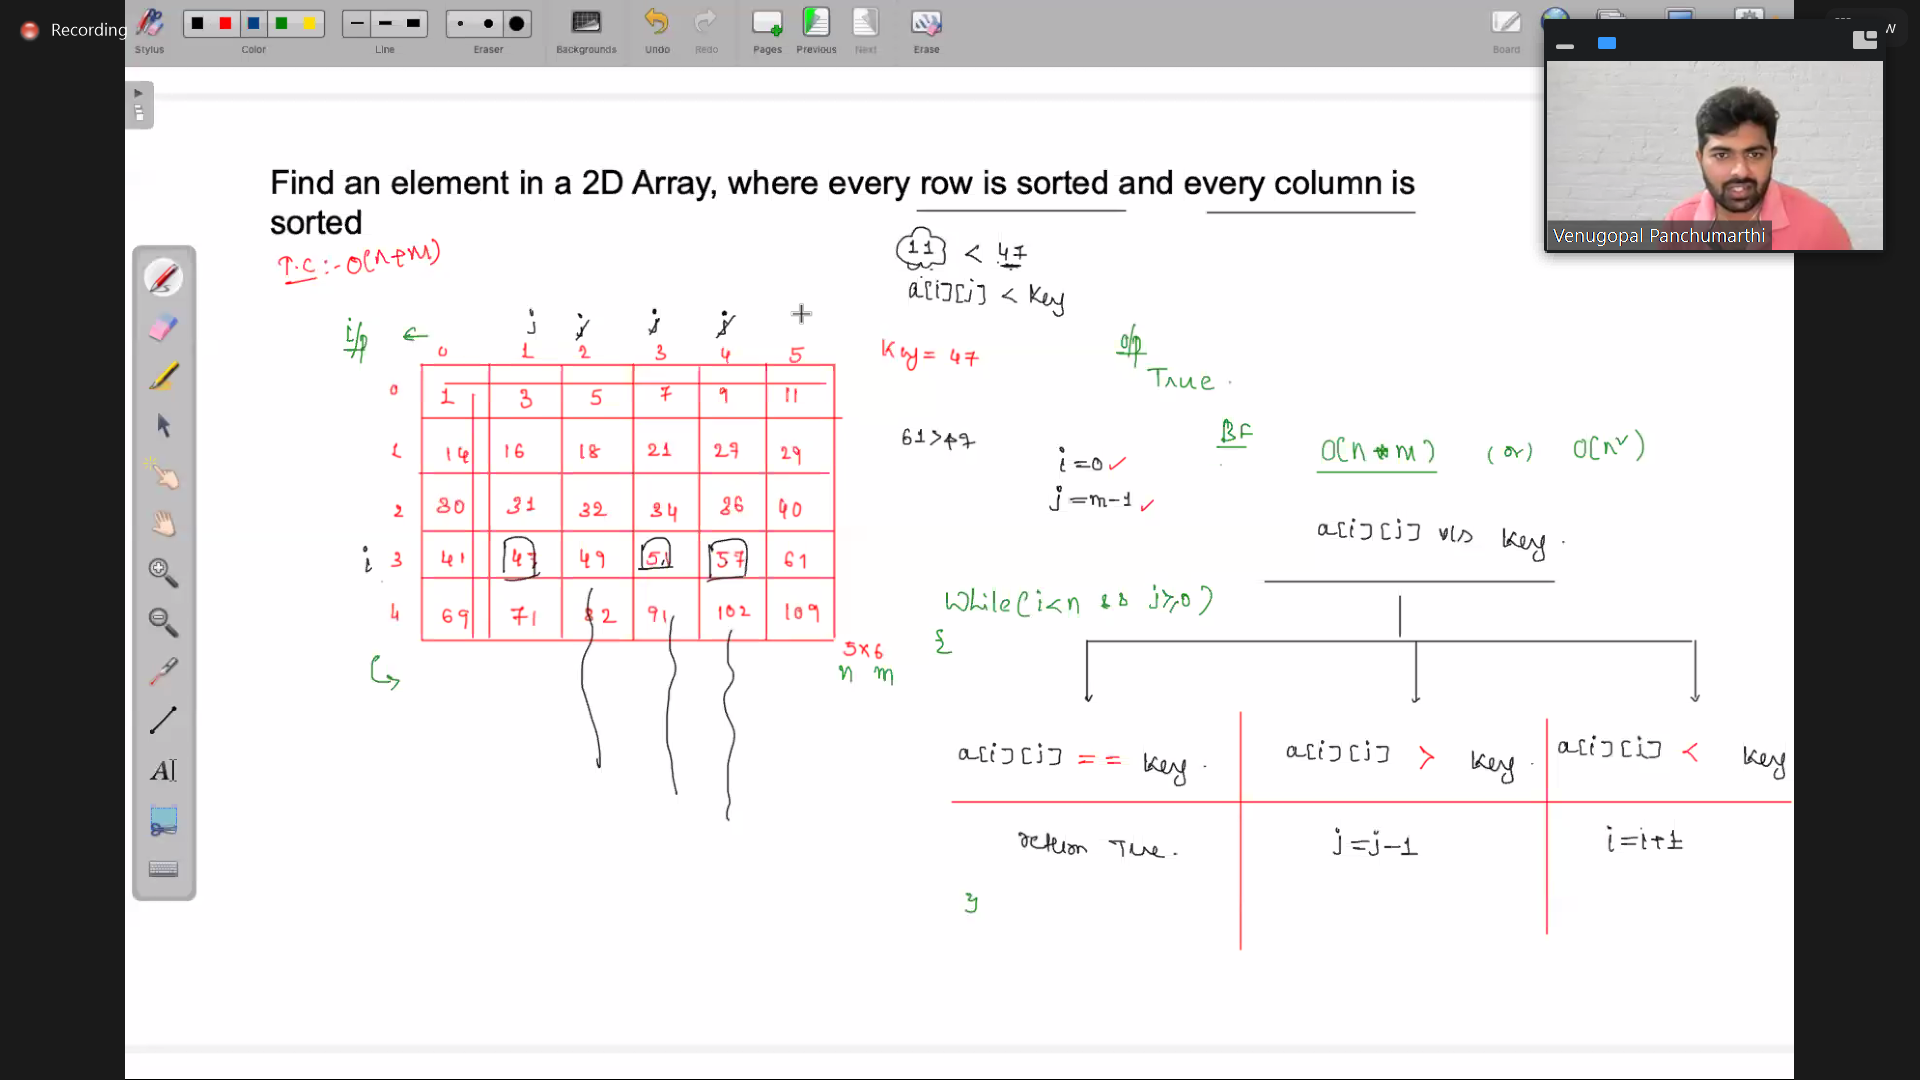 Recording
Stylus Color Line Eraser Backgrounds Undo Redo Pages Previous Next Erase Board
W
Venugopal Panchumarthi
Find an element in a 2D Array, where every row is sorted and every column is
sorted
T.C :- O(n+m)
11 < 47
a[i][j] < Key
i/p ←
j j j j
0 1 2 3 4 5
Key = 47
o/p
True.
0 1 3 5 7 9 11
1 14 16 18 21 27 29
2 30 31 32 34 36 40
i 3 41 47 49 51 57 61
4 69 71 82 91 102 109
5×6
n m
61>47
i=0 ✓
j=m-1 ✓
BF
O(n*m) (or) O(n²)
a[i][j] v/s Key.
While(i<n && j>=0)
{
a[i][j] == Key.
a[i][j] > Key.
a[i][j] < Key
return True.
j=j-1
i=i+1
}
AI